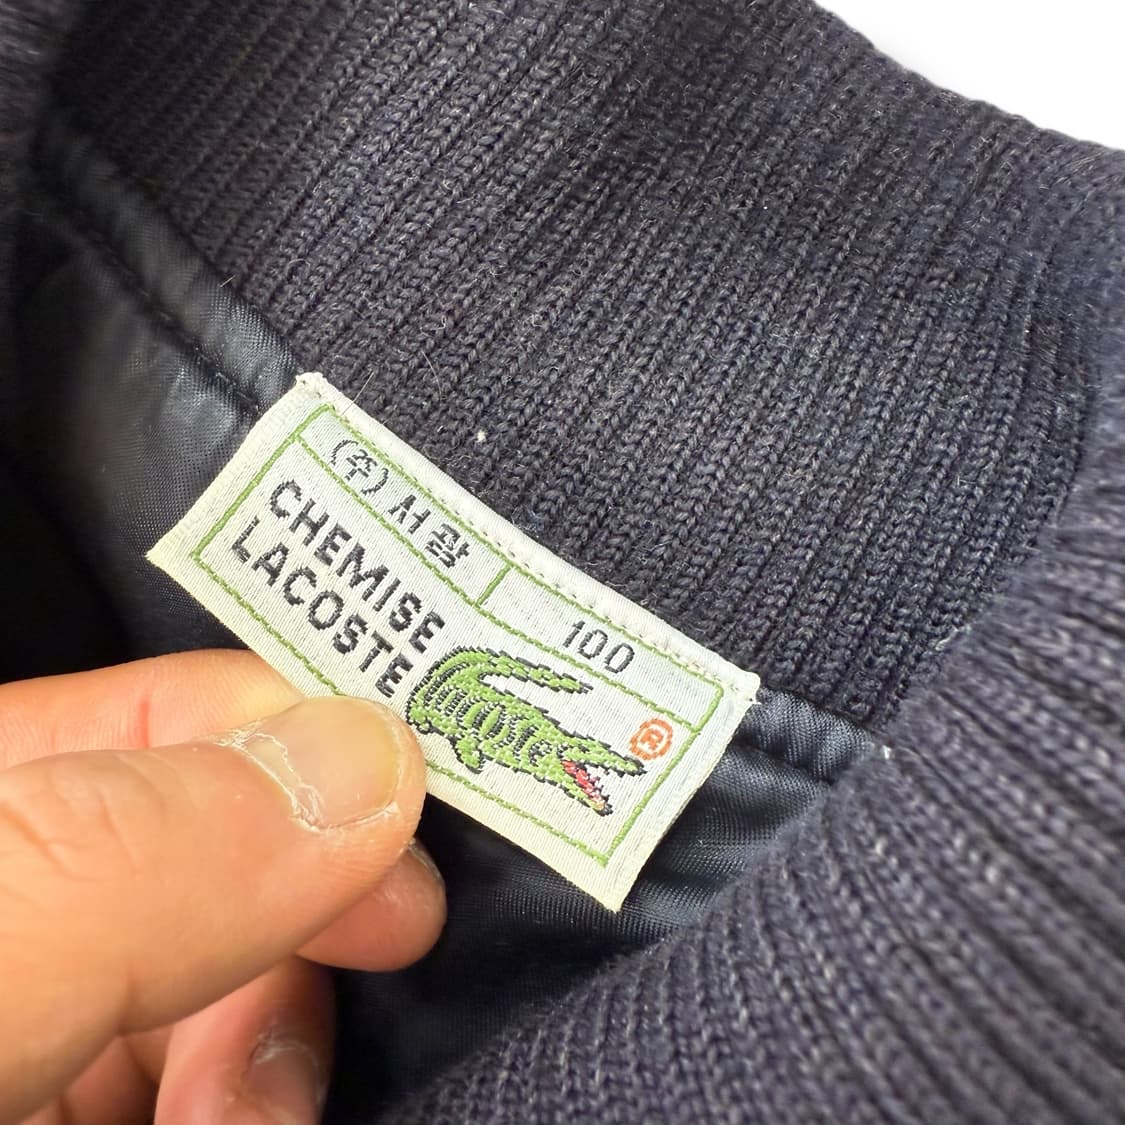 (주) 서광
100
CHEMISE
LACOSTE
®